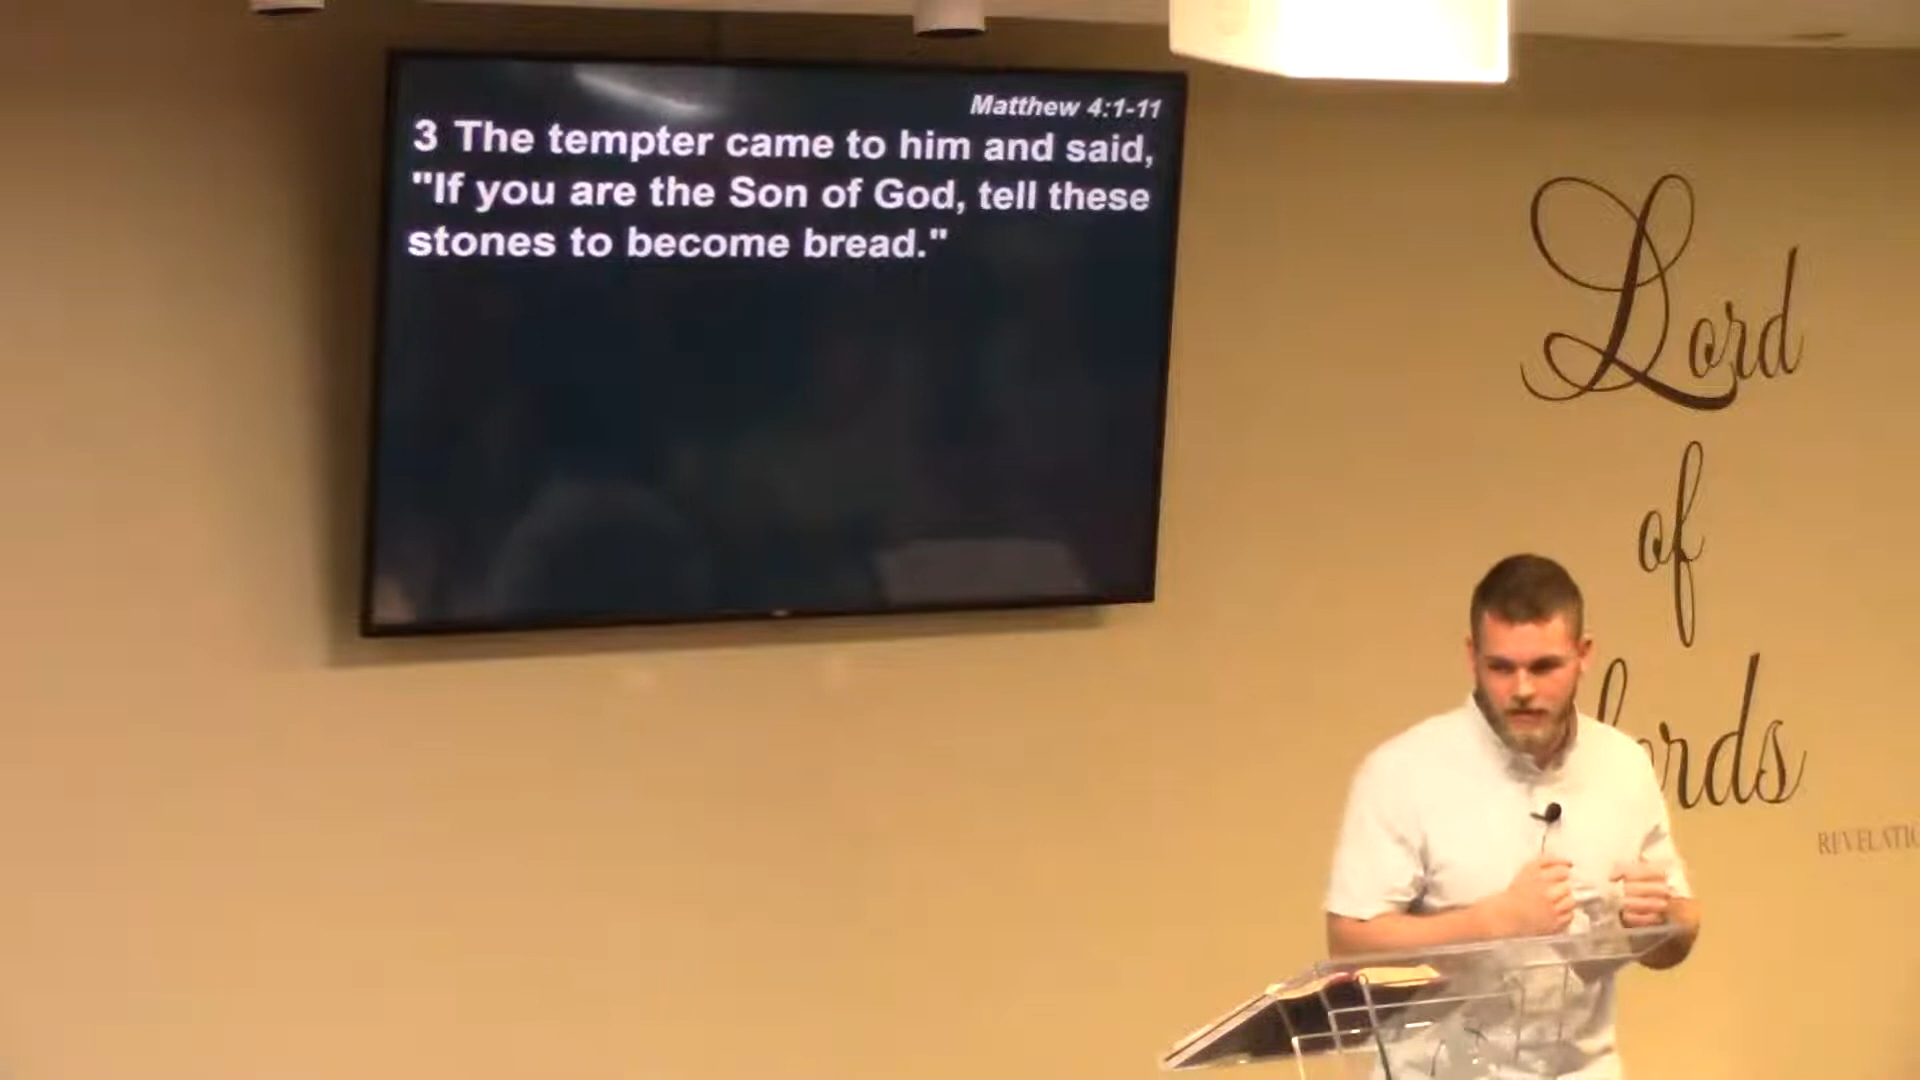 Matthew 4:1-11
3 The tempter came to him and said,
"If you are the Son of God, tell these
stones to become bread."
Lord
of